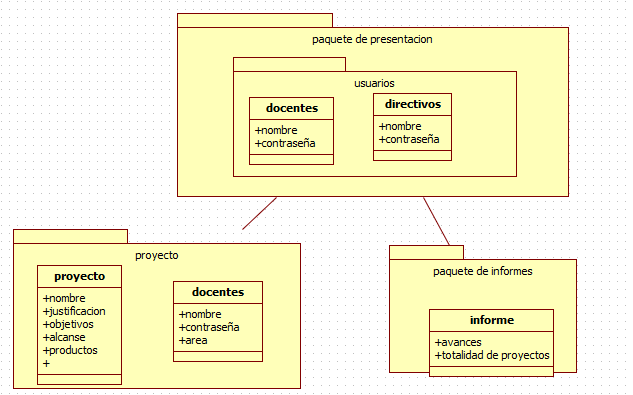 paquete de presentacion
usuarios
docentes
+nombre
+contraseña
directivos
+nombre
+contraseña
proyecto
proyecto
+nombre
+justificacion
+objetivos
+alcanse
+productos
+
docentes
+nombre
+contraseña
+area
paquete de informes
informe
+avances
+totalidad de proyectos